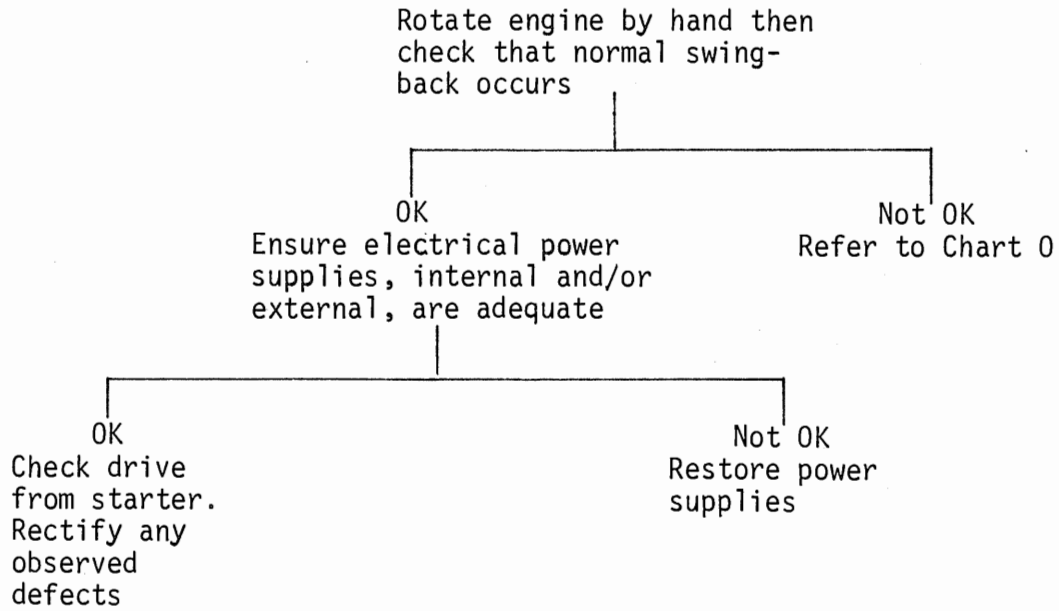 Rotate engine by hand then
check that normal swing-
back occurs
OK
Ensure electrical power
supplies, internal and/or
external, are adequate
Not OK
Refer to Chart O
OK
Check drive
from starter.
Rectify any
observed
defects
Not OK
Restore power
supplies